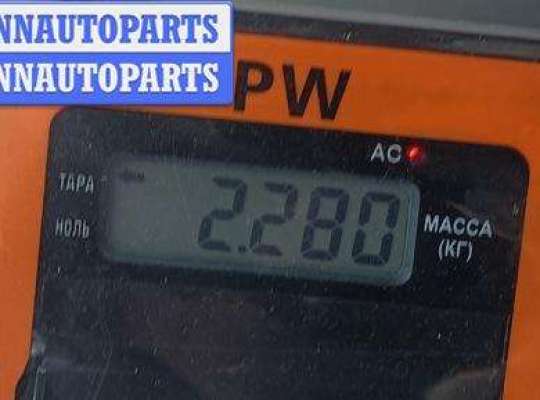 NNAUTOPARTS
NNAUTOPARTS
PW
AC
ТАРА
2.280
НОЛЬ
МАССА
(КГ)